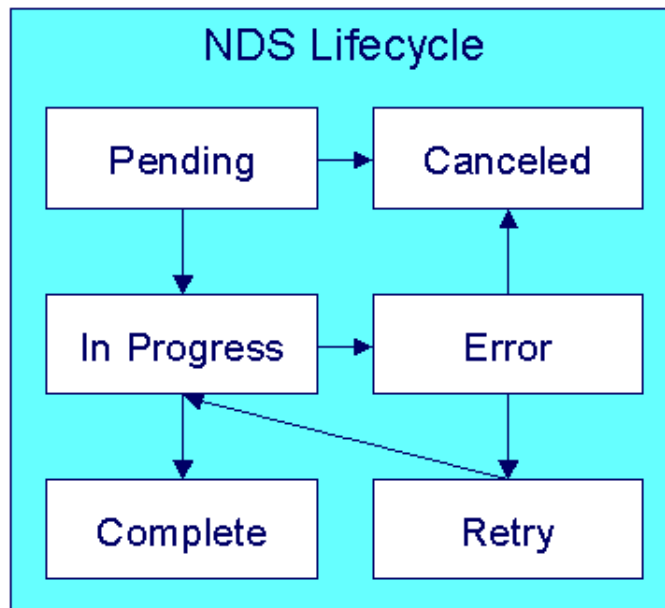 NDS Lifecycle
Pending
Canceled
In Progress
Error
Complete
Retry